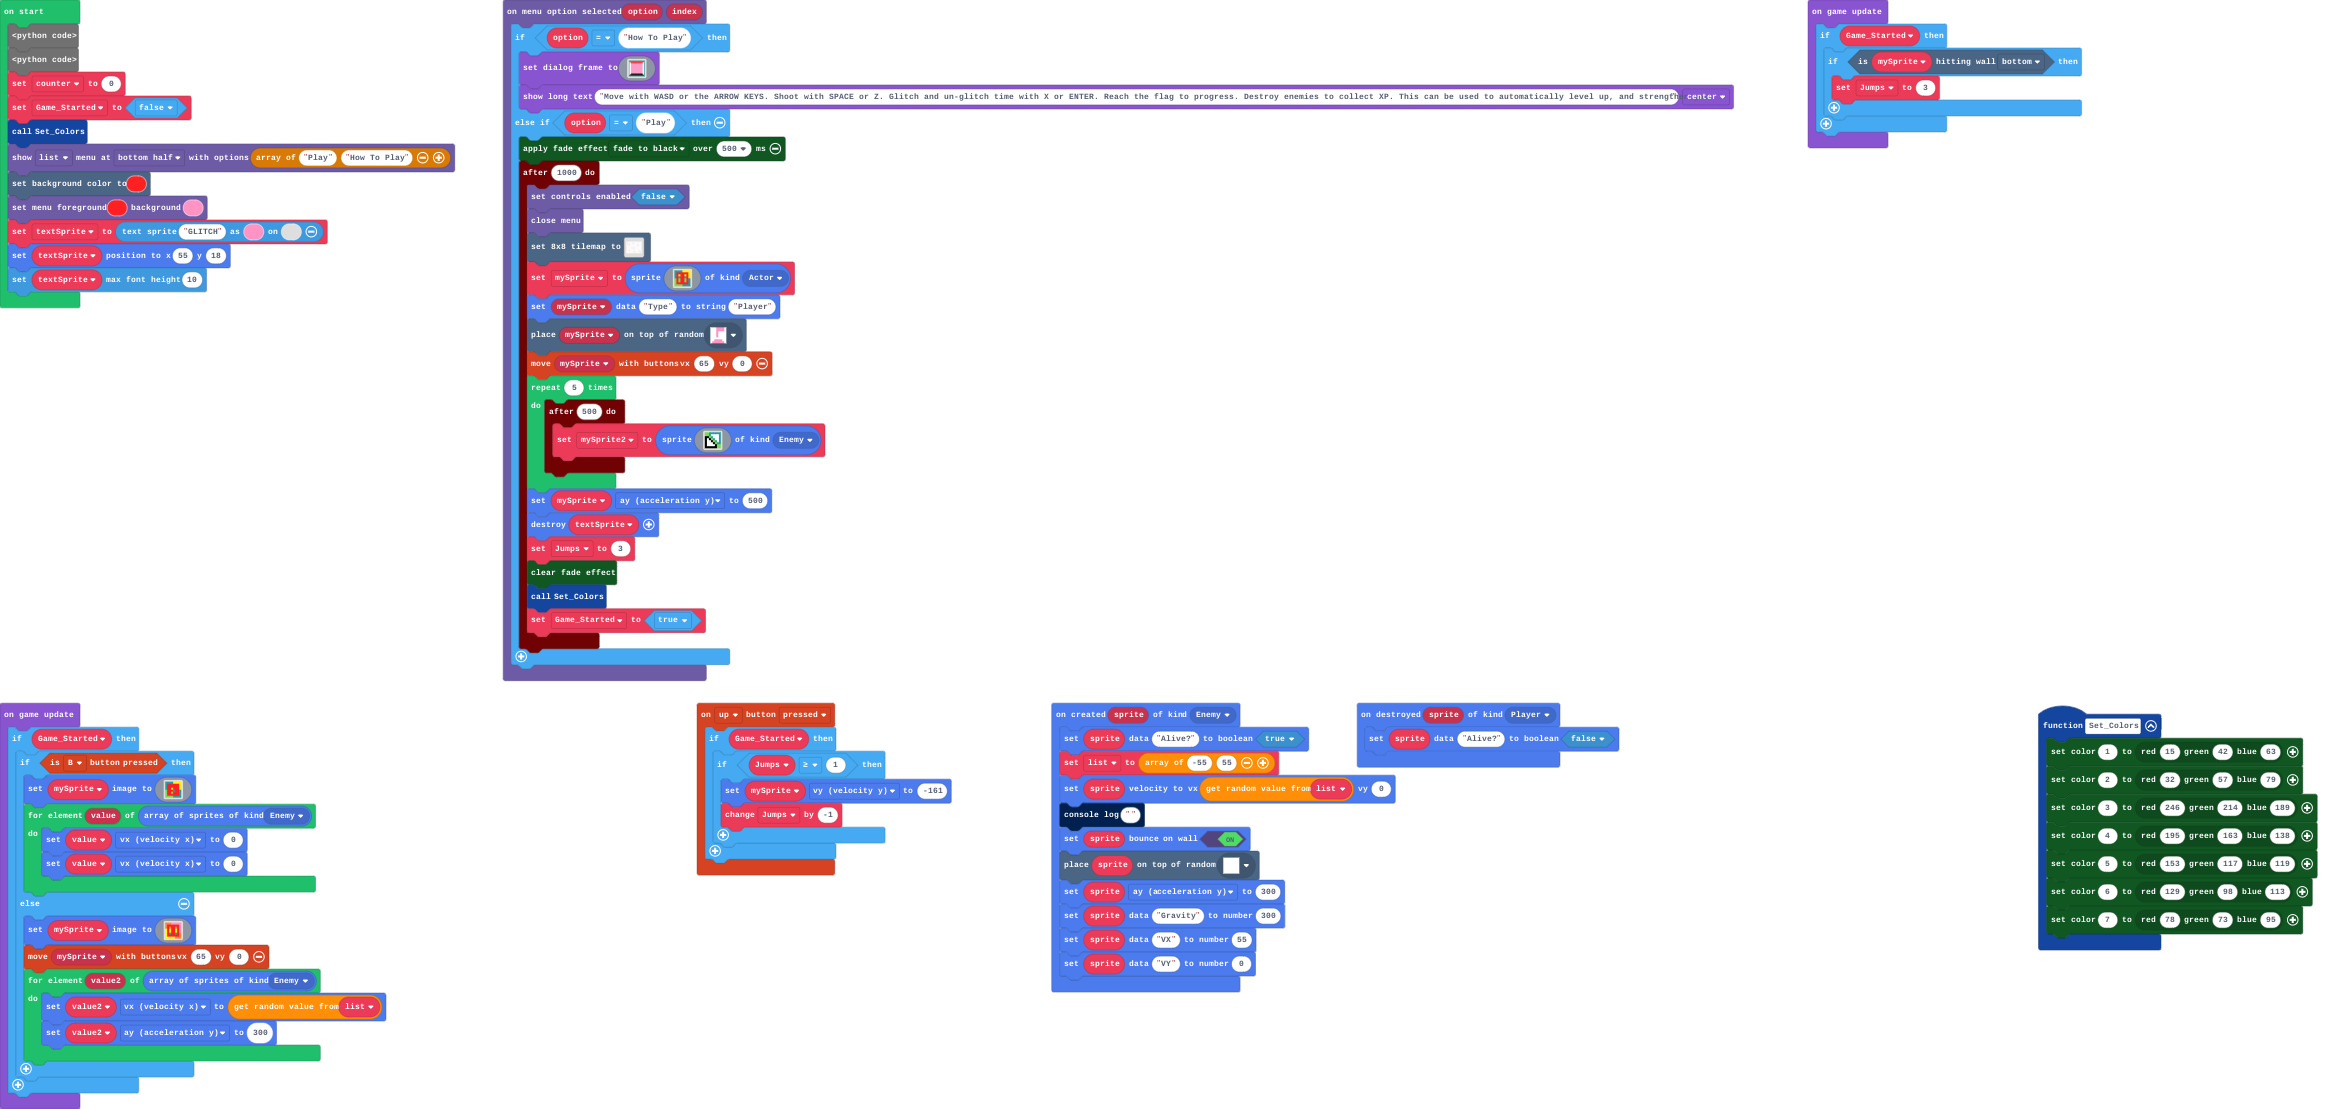 on start
<python code>
<python code>
set counter to 0
set Game_Started to false
call Set_Colors
show list menu at bottom half with options array of "Play" "How To Play"
set background color to
set menu foreground background
set textSprite to text sprite "GLITCH" as on
set textSprite position to x 55 y 18
set textSprite max font height 10
on menu option selected option index
if option = "How To Play" then
set dialog frame to
show long text "Move with WASD or the ARROW KEYS. Shoot with SPACE or Z. Glitch and un-glitch time with X or ENTER. Reach the flag to progress. Destroy enemies to collect XP. This can be used to automatically level up, and center
else if option = "Play" then
apply fade effect fade to black over 500 ms
after 1000 do
set controls enabled false
close menu
set 8x8 tilemap to
set mySprite to sprite of kind Actor
set mySprite data "Type" to string "Player"
place mySprite on top of random
move mySprite with buttons vx 65 vy 0
repeat 5 times
do
after 500 do
set mySprite2 to sprite of kind Enemy
set mySprite ay (acceleration y) to 500
destroy textSprite
set Jumps to 3
clear fade effect
call Set_Colors
set Game_Started to true
on game update
if Game_Started then
if is mySprite hitting wall bottom then
set Jumps to 3
on game update
if Game_Started then
if is B button pressed then
set mySprite image to
for element value of array of sprites of kind Enemy
do
set value vx (velocity x) to 0
set value vx (velocity x) to 0
else
set mySprite image to
move mySprite with buttons vx 65 vy 0
for element value2 of array of sprites of kind Enemy
do
set value2 vx (velocity x) to get random value from list
set value2 ay (acceleration y) to 300
on up button pressed
if Game_Started then
if Jumps ≥ 1 then
set mySprite vy (velocity y) to -161
change Jumps by -1
on created sprite of kind Enemy
set sprite data "Alive?" to boolean true
set list to array of -55 55
set sprite velocity to vx get random value from list vy 0
console log " "
set sprite bounce on wall ON
place sprite on top of random
set sprite ay (acceleration y) to 300
set sprite data "Gravity" to number 300
set sprite data "VX" to number 55
set sprite data "VY" to number 0
on destroyed sprite of kind Player
set sprite data "Alive?" to boolean false
function Set_Colors
set color 1 to red 15 green 42 blue 63
set color 2 to red 32 green 57 blue 79
set color 3 to red 246 green 214 blue 189
set color 4 to red 195 green 163 blue 138
set color 5 to red 153 green 117 blue 119
set color 6 to red 129 green 98 blue 113
set color 7 to red 78 green 73 blue 95